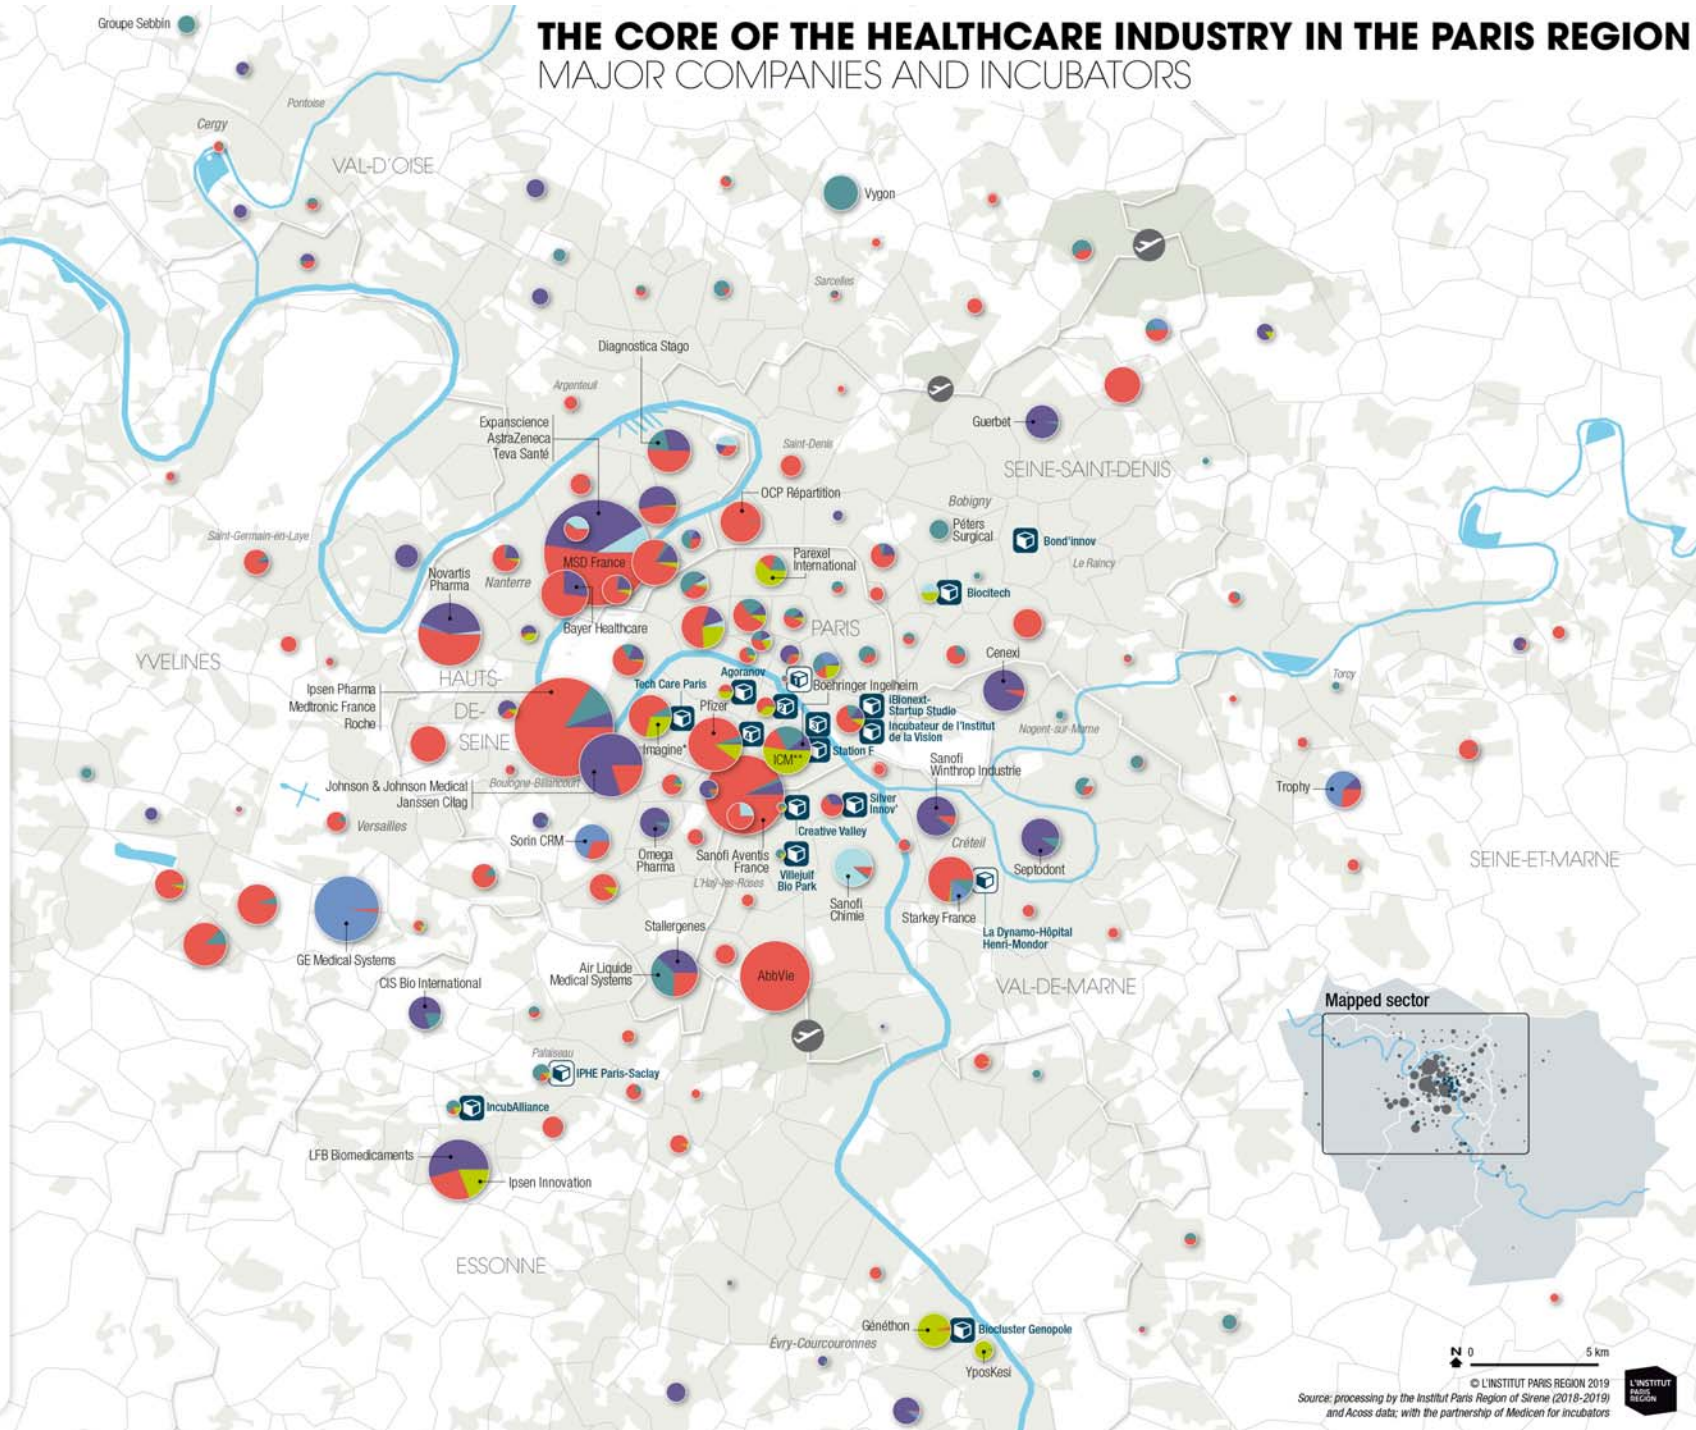 THE CORE OF THE HEALTHCARE INDUSTRY IN THE PARIS REGION
MAJOR COMPANIES AND INCUBATORS
Groupe Sebbin
Pontoise
Cergy
VAL-D'OISE
Vygon
Sarcelles
Diagnostica Stago
Argenteuil
Expanscience
AstraZeneca
Teva Santé
Guerbet
Saint-Denis
SEINE-SAINT-DENIS
OCP Répartition
Bobigny
Péters
Surgical
Bond'innov
Saint-Germain-en-Laye
Parexel
International
Le Raincy
MSD France
Novartis
Pharma
Nanterre
Biocitech
Bayer Healthcare
PARIS
YVELINES
Cenexi
HAUTS-
DE-
SEINE
Agoranov
Torcy
Tech Care Paris
Boehringer Ingelheim
Ipsen Pharma
Medtronic France
Roche
Pfizer
iBionext-
Startup Studio
Incubateur de l'Institut
de la Vision
Nogent-sur-Marne
Imagine*
ICM**
Station F
Sanofi
Winthrop Industrie
Johnson & Johnson Medical
Janssen Cilag
Boulogne-Billancourt
Trophy
Silver
Innov'
Versailles
Creative Valley
Sorin CRM
Omega
Pharma
Sanofi Aventis
France
Créteil
SEINE-ET-MARNE
Septodont
L'Haÿ-les-Roses
Villejuif
Bio Park
Sanofi
Chimie
Starkey France
Stallergenes
La Dynamo-Hôpital
Henri-Mondor
GE Medical Systems
Air Liquide
Medical Systems
AbbVie
CIS Bio International
VAL-DE-MARNE
Mapped sector
Palaiseau
IPHE Paris-Saclay
IncubAlliance
LFB Biomedicaments
Ipsen Innovation
ESSONNE
Généthon
Biocluster Genopole
Évry-Courcouronnes
YposKesi
N 0 5 km
© L'INSTITUT PARIS REGION 2019
Source: processing by the Institut Paris Region of Sirene (2018-2019)
and Acoss data; with the partnership of Medicen for incubators
L'INSTITUT
PARIS
REGION